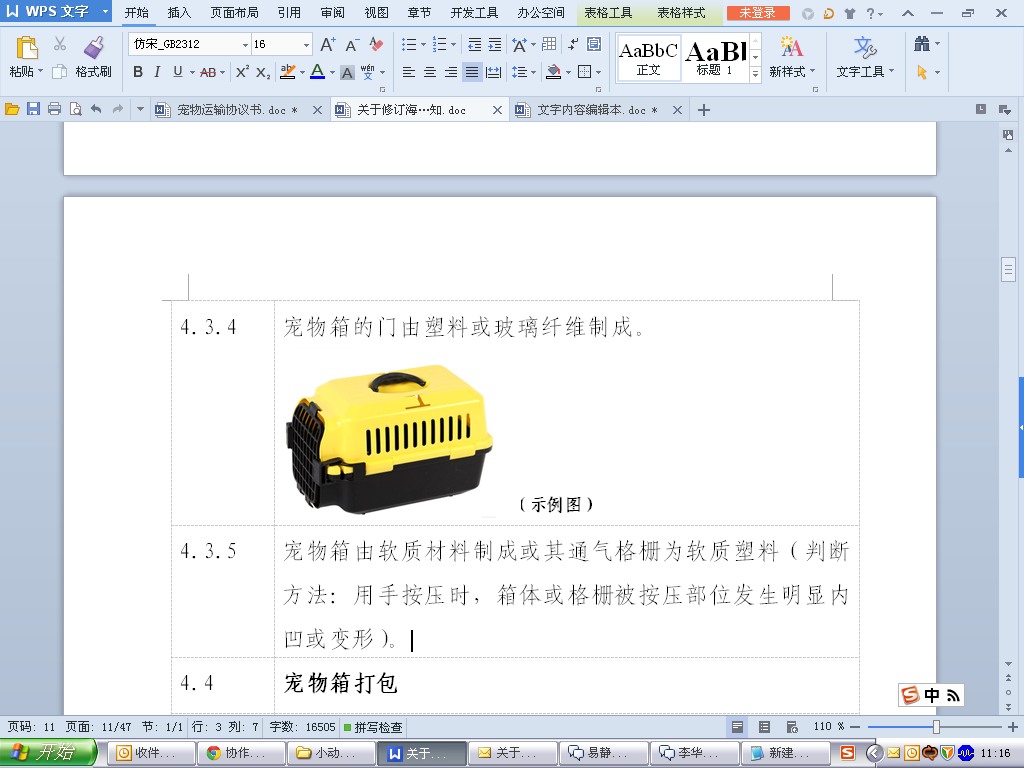 WPS 文字
开始 插入 页面布局 引用 审阅 视图 章节 开发工具 办公空间 表格工具 表格样式 未登录
粘贴 格式刷
仿宋_GB2312 16
AaBbC 正文
AaBl 标题 1
新样式 文字工具
宠物运输协议书.doc * 关于修订海…知.doc 文字内容编辑本.doc *
4.3.4 宠物箱的门由塑料或玻璃纤维制成。
(示例图)
4.3.5 宠物箱由软质材料制成或其通气格栅为软质塑料(判断
方法:用手按压时,箱体或格栅被按压部位发生明显内
凹或变形)。
4.4 宠物箱打包
中
页码: 11 页面: 11/47 节: 1/1 行: 3 列: 7 字数: 16505 拼写检查 110 %
开始 收件... 协作... 小动... 关于... 关于... 易静... 李华... 新建... 11:16